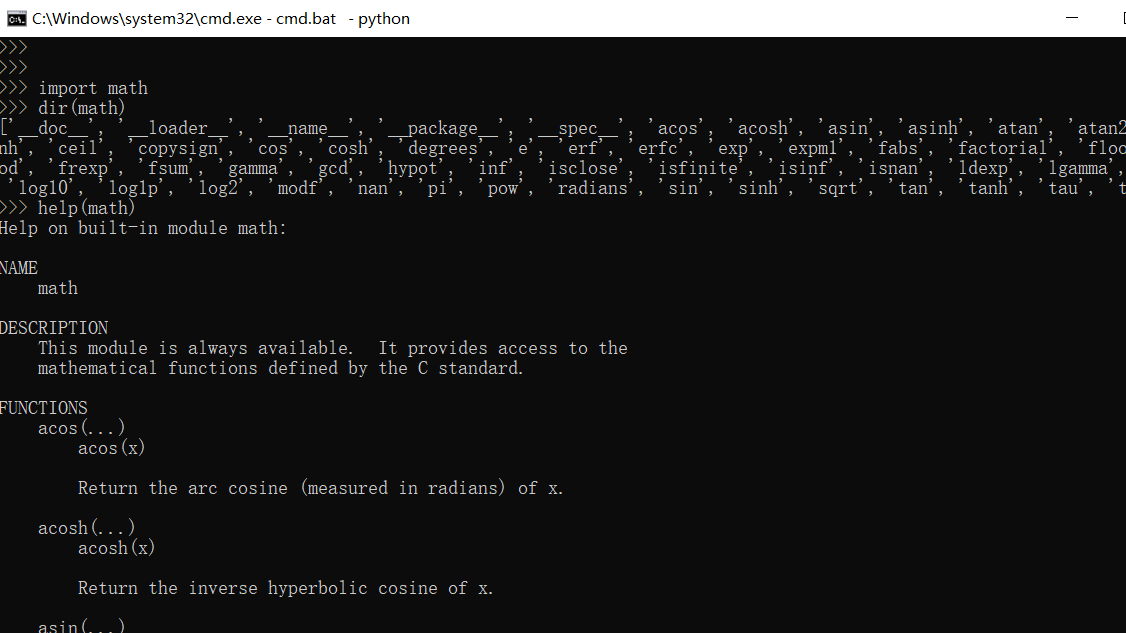 C:\Windows\system32\cmd.exe - cmd.bat - python
>>>
>>>
>>> import math
>>> dir(math)
['__doc__', '__loader__', '__name__', '__package__', '__spec__', 'acos', 'acosh', 'asin', 'asinh', 'atan', 'atan2
nh', 'ceil', 'copysign', 'cos', 'cosh', 'degrees', 'e', 'erf', 'erfc', 'exp', 'expm1', 'fabs', 'factorial', 'floo
od', 'frexp', 'fsum', 'gamma', 'gcd', 'hypot', 'inf', 'isclose', 'isfinite', 'isinf', 'isnan', 'ldexp', 'lgamma',
'log10', 'log1p', 'log2', 'modf', 'nan', 'pi', 'pow', 'radians', 'sin', 'sinh', 'sqrt', 'tan', 'tanh', 'tau', 't
>>> help(math)
Help on built-in module math:
NAME
math
DESCRIPTION
This module is always available.  It provides access to the
mathematical functions defined by the C standard.
FUNCTIONS
acos(...)
acos(x)
Return the arc cosine (measured in radians) of x.
acosh(...)
acosh(x)
Return the inverse hyperbolic cosine of x.
asin(...)